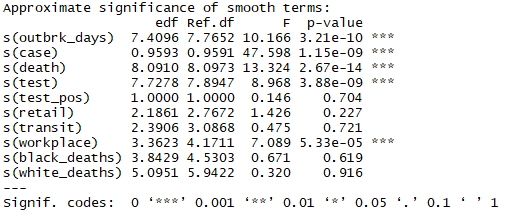 Approximate significance of smooth terms:
                  edf Ref.df      F  p-value
s(outbrk_days) 7.4096 7.7652 10.166 3.21e-10 ***
s(case)        0.9593 0.9591 47.598 1.15e-09 ***
s(death)       8.0910 8.0973 13.324 2.67e-14 ***
s(test)        7.7278 7.8947  8.968 3.88e-09 ***
s(test_pos)    1.0000 1.0000  0.146    0.704
s(retail)      2.1861 2.7672  1.426    0.227
s(transit)     2.3906 3.0868  0.475    0.721
s(workplace)   3.3623 4.1711  7.089 5.33e-05 ***
s(black_deaths) 3.8429 4.5303  0.671    0.619
s(white_deaths) 5.0951 5.9422  0.320    0.916
---
Signif. codes:  0 ‘***’ 0.001 ‘**’ 0.01 ‘*’ 0.05 ‘.’ 0.1 ‘ ’ 1